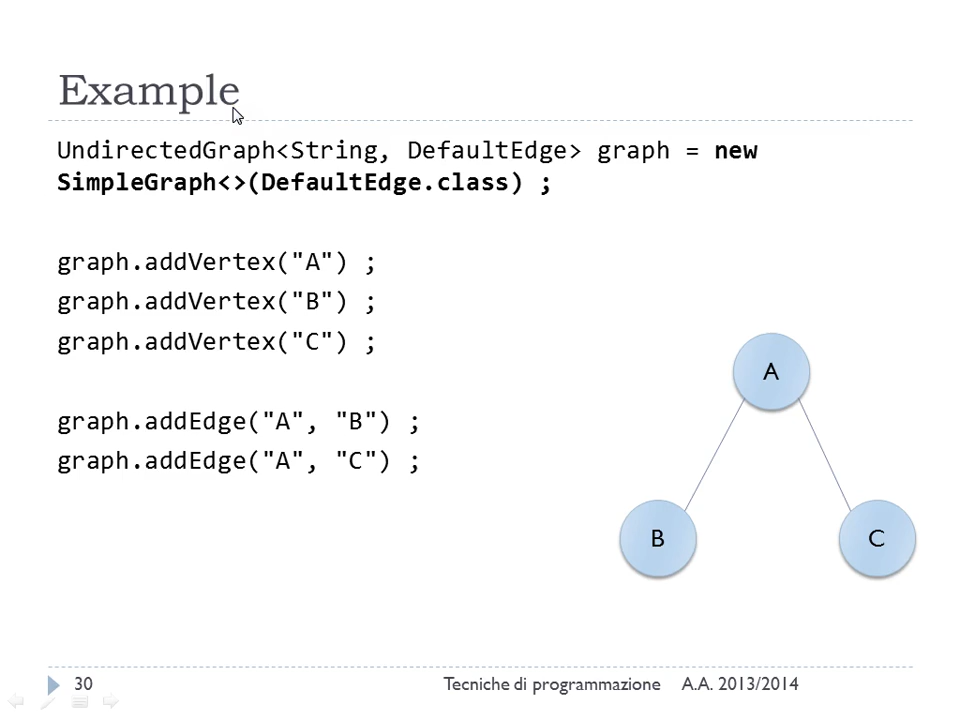 Example
UndirectedGraph<String, DefaultEdge> graph = new
SimpleGraph<>(DefaultEdge.class) ;
graph.addVertex("A") ;
graph.addVertex("B") ;
graph.addVertex("C") ;
graph.addEdge("A", "B") ;
graph.addEdge("A", "C") ;
A
B
C
30
Tecniche di programmazione
A.A. 2013/2014